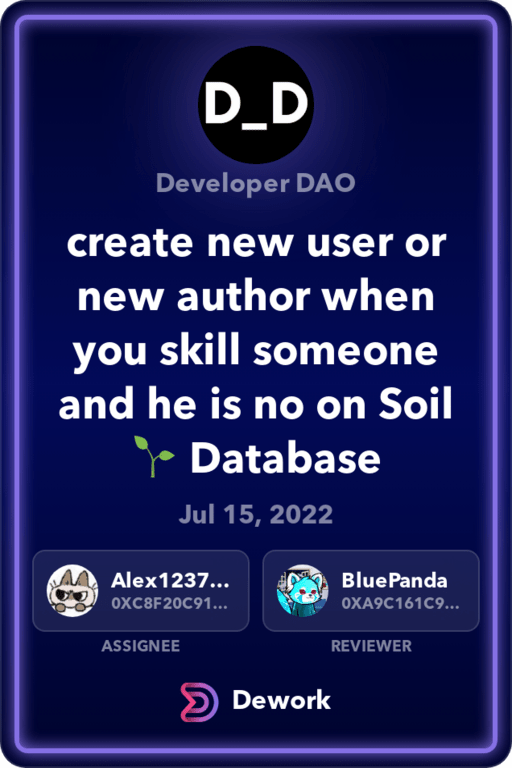 D_D
Developer DAO
create new user or
new author when
you skill someone
and he is no on Soil
🌱 Database
Jul 15, 2022
Alex1237...
0XC8F20C91...
ASSIGNEE
BluePanda
0XA9C161C9...
REVIEWER
Dework